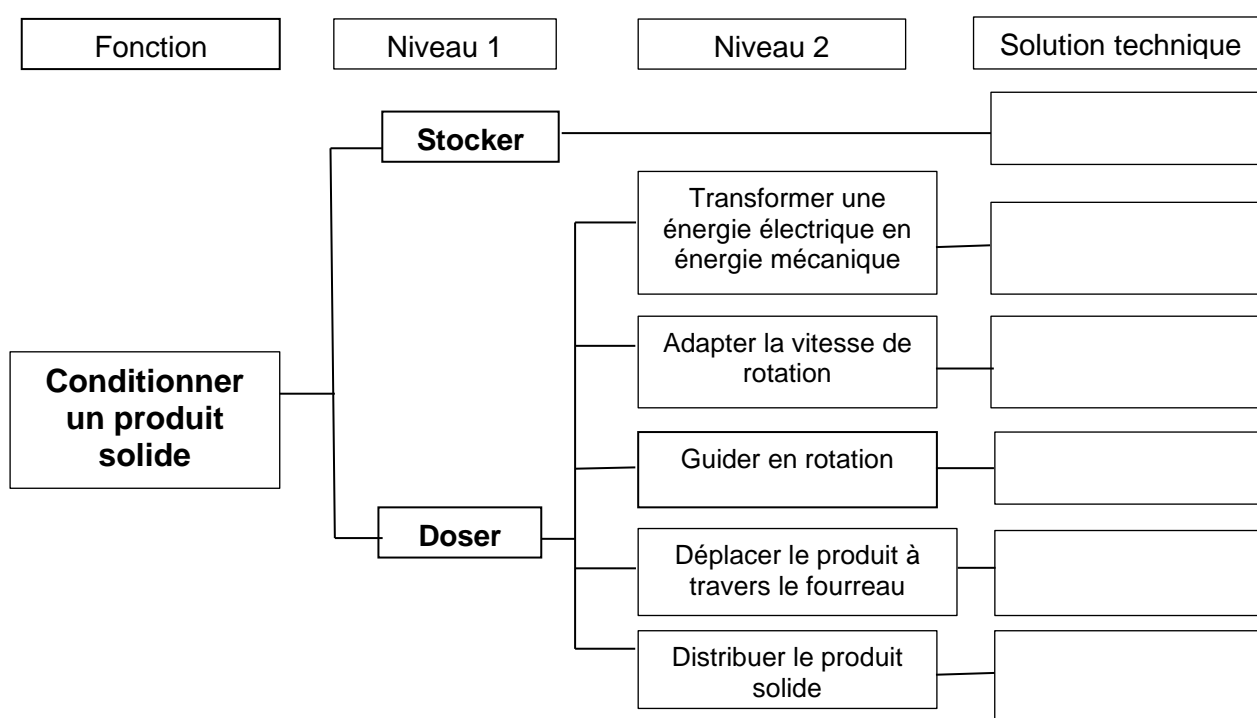 Fonction
Niveau 1
Niveau 2
Solution technique
Stocker
Transformer une
énergie électrique en
énergie mécanique
Adapter la vitesse de
rotation
Conditionner
un produit
solide
Guider en rotation
Doser
Déplacer le produit à
travers le fourreau
Distribuer le produit
solide